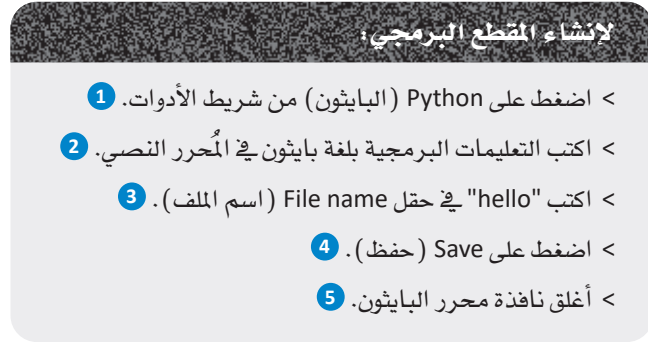 لإنشاء المقطع البرمجي:
> اضغط على Python (البايثون) من شريط الأدوات. 1
> اكتب التعليمات البرمجية بلغة بايثون في المُحرر النصي. 2
> اكتب "hello" في حقل File name (اسم الملف). 3
> اضغط على Save (حفظ). 4
> أغلق نافذة محرر البايثون. 5